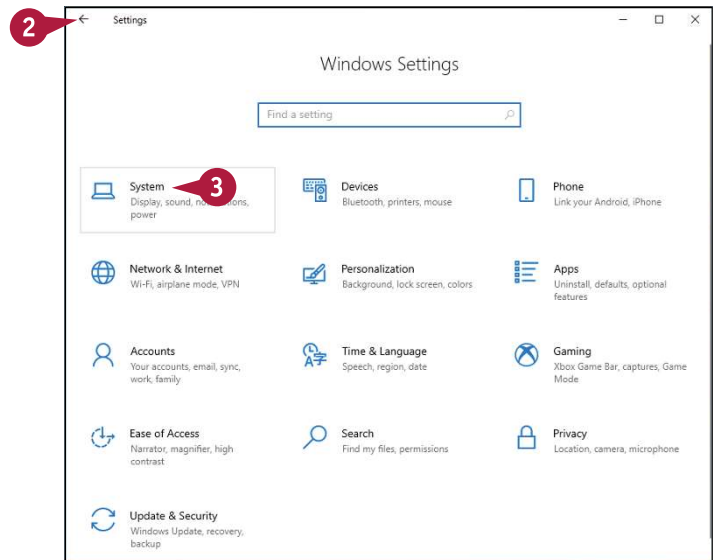 2
Settings
Windows Settings
Find a setting
System
3
Display, sound,
power
Devices
Bluetooth, printers, mouse
Phone
Link your Android, iPhone
Network & Internet
Wi-Fi, airplane mode, VPN
Personalization
Background, lock screen, colors
Apps
Uninstall, defaults, optional
features
Accounts
Your accounts, email, sync,
work, family
Time & Language
Speech, region, date
Gaming
Xbox Game Bar, captures, Game
Mode
Ease of Access
Narrator, magnifier, high
contrast
Search
Find my files, permissions
Privacy
Location, camera, microphone
Update & Security
Windows Update, recovery,
backup